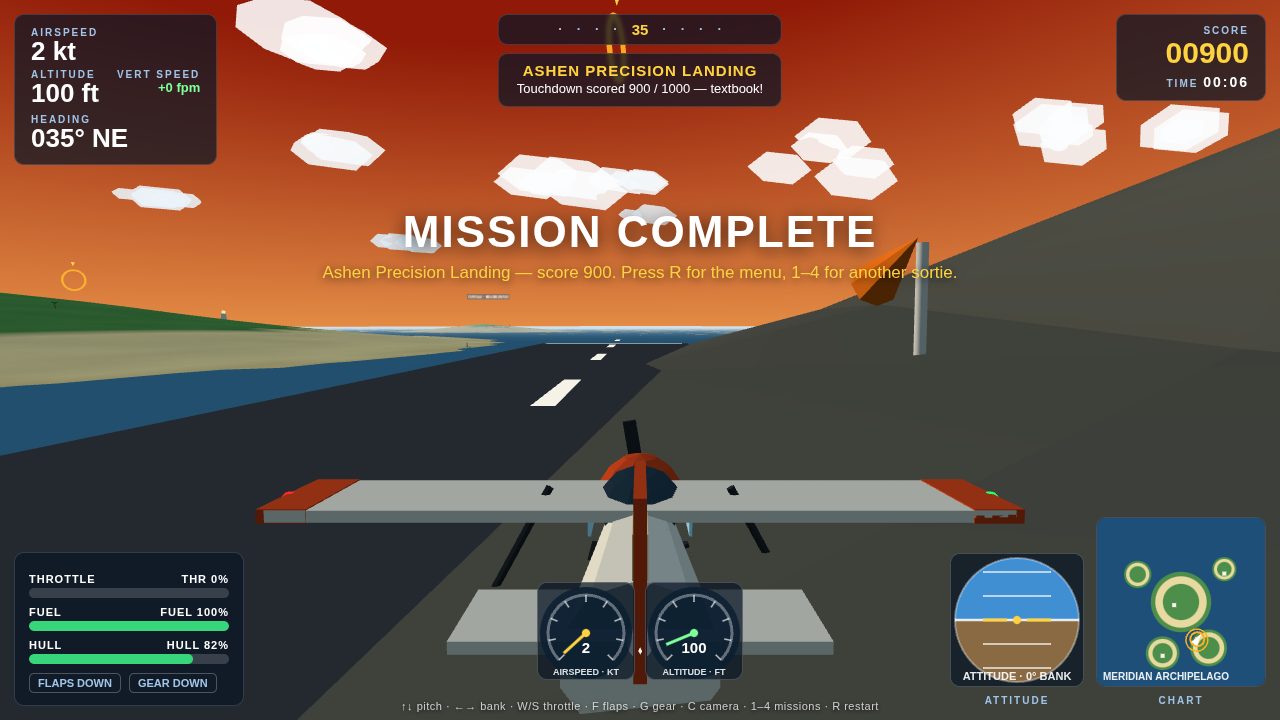 AIRSPEED
2 kt
ALTITUDE VERT SPEED
100 ft +0 fpm
HEADING
035° NE
· · · · 35 · · · ·
ASHEN PRECISION LANDING
Touchdown scored 900 / 1000 — textbook!
SCORE
00900
TIME 00:06
MISSION COMPLETE
Ashen Precision Landing — score 900. Press R for the menu, 1–4 for another sortie.
THROTTLE THR 0%
FUEL FUEL 100%
HULL HULL 82%
FLAPS DOWN GEAR DOWN
2
AIRSPEED · KT
100
ALTITUDE · FT
ATTITUDE · 0° BANK
ATTITUDE
MERIDIAN ARCHIPELAGO
CHART
↑↓ pitch · ←→ bank · W/S throttle · F flaps · G gear · C camera · 1–4 missions · R restart